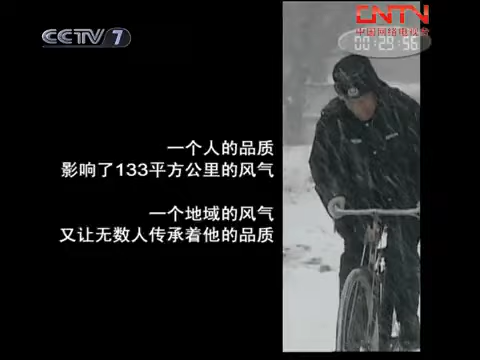 CCTV 7
CNTV
中国网络电视台
00:29:56
一个人的品质
影响了133平方公里的风气
一个地域的风气
又让无数人传承着他的品质